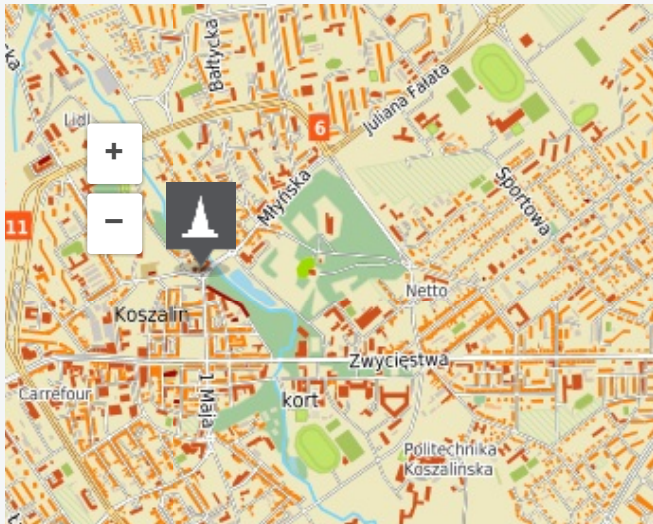 Bałtycka
Lidl
+
6
Juliana Fałata
−
Młyńska
Sportowa
11
Netto
Koszalin
Zwycięstwa
Carrefour
1 Maja
kort
Politechnika
Koszalińska